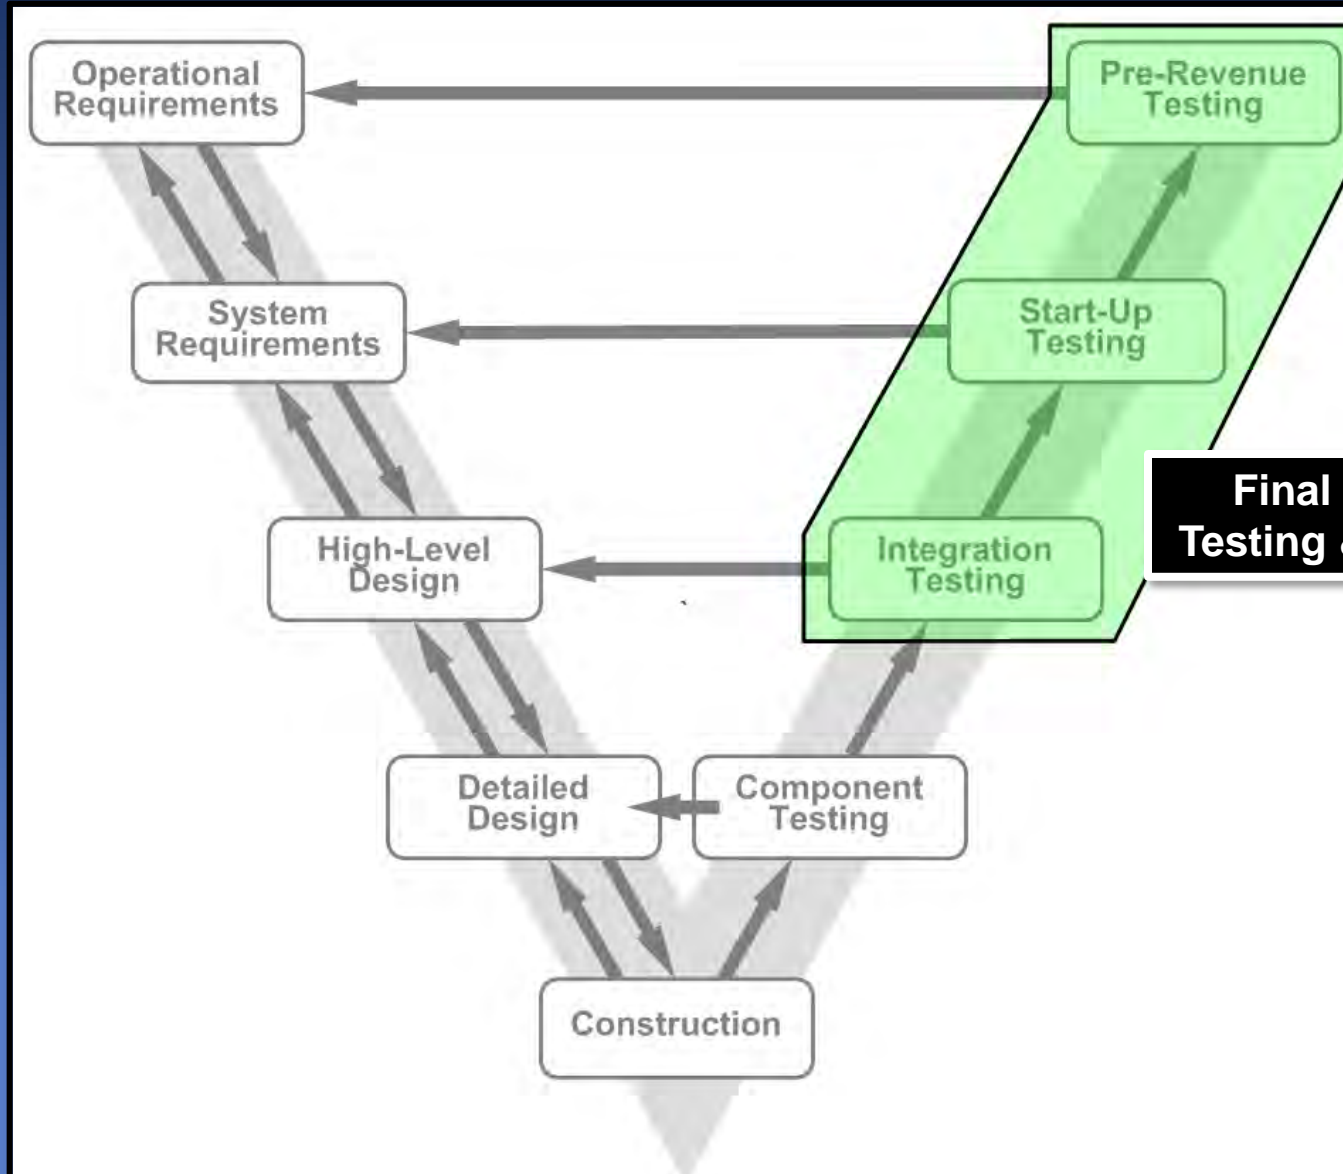 Operational
Requirements
Pre-Revenue
Testing
System
Requirements
Start-Up
Testing
High-Level
Design
Integration
Testing
Final
Testing &
Detailed
Design
Component
Testing
Construction